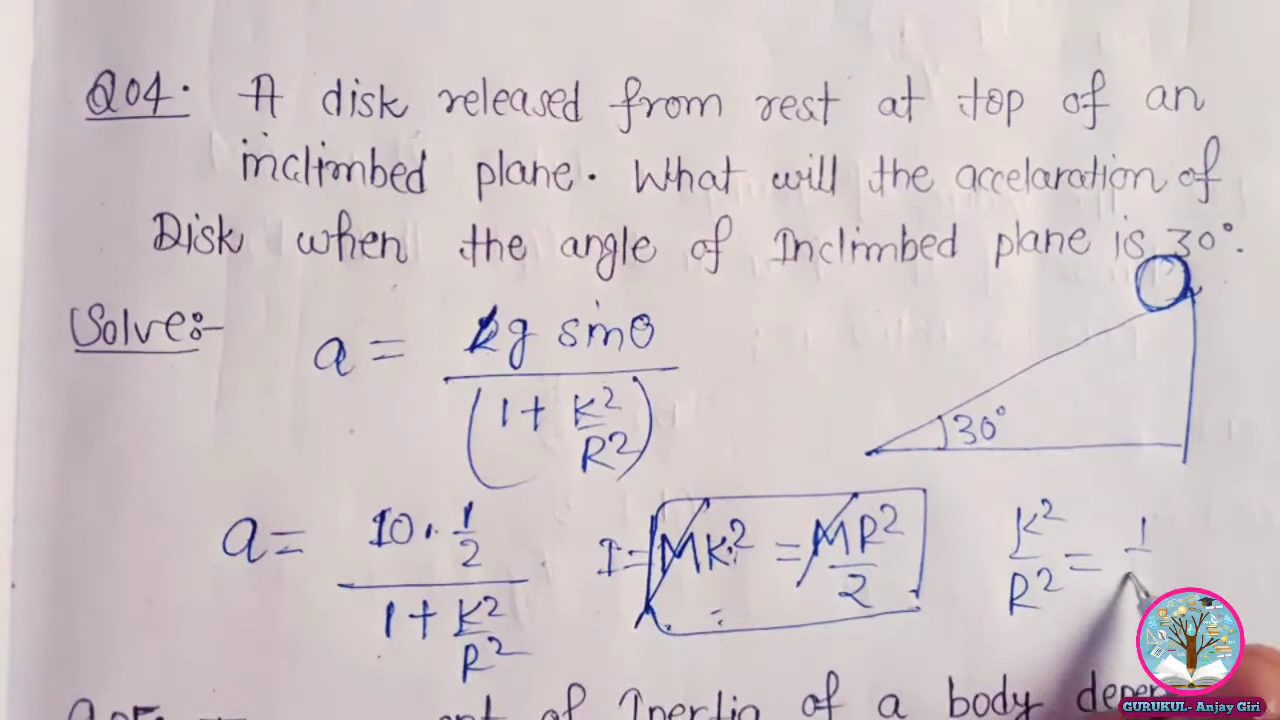 Q04. A disk released from rest at top of an
inclimbed plane. What will the accelaration of
Disk when the angle of Inclimbed plane is 30°.
Solve:- a = g sinθ / (1 + K²/R²)
30°
a = 10 · 1/2 / 1 + K²/R² I = MK² = MR²/2 K²/R² = 1
of Inertia of a body
GURUKUL- Anjay Giri